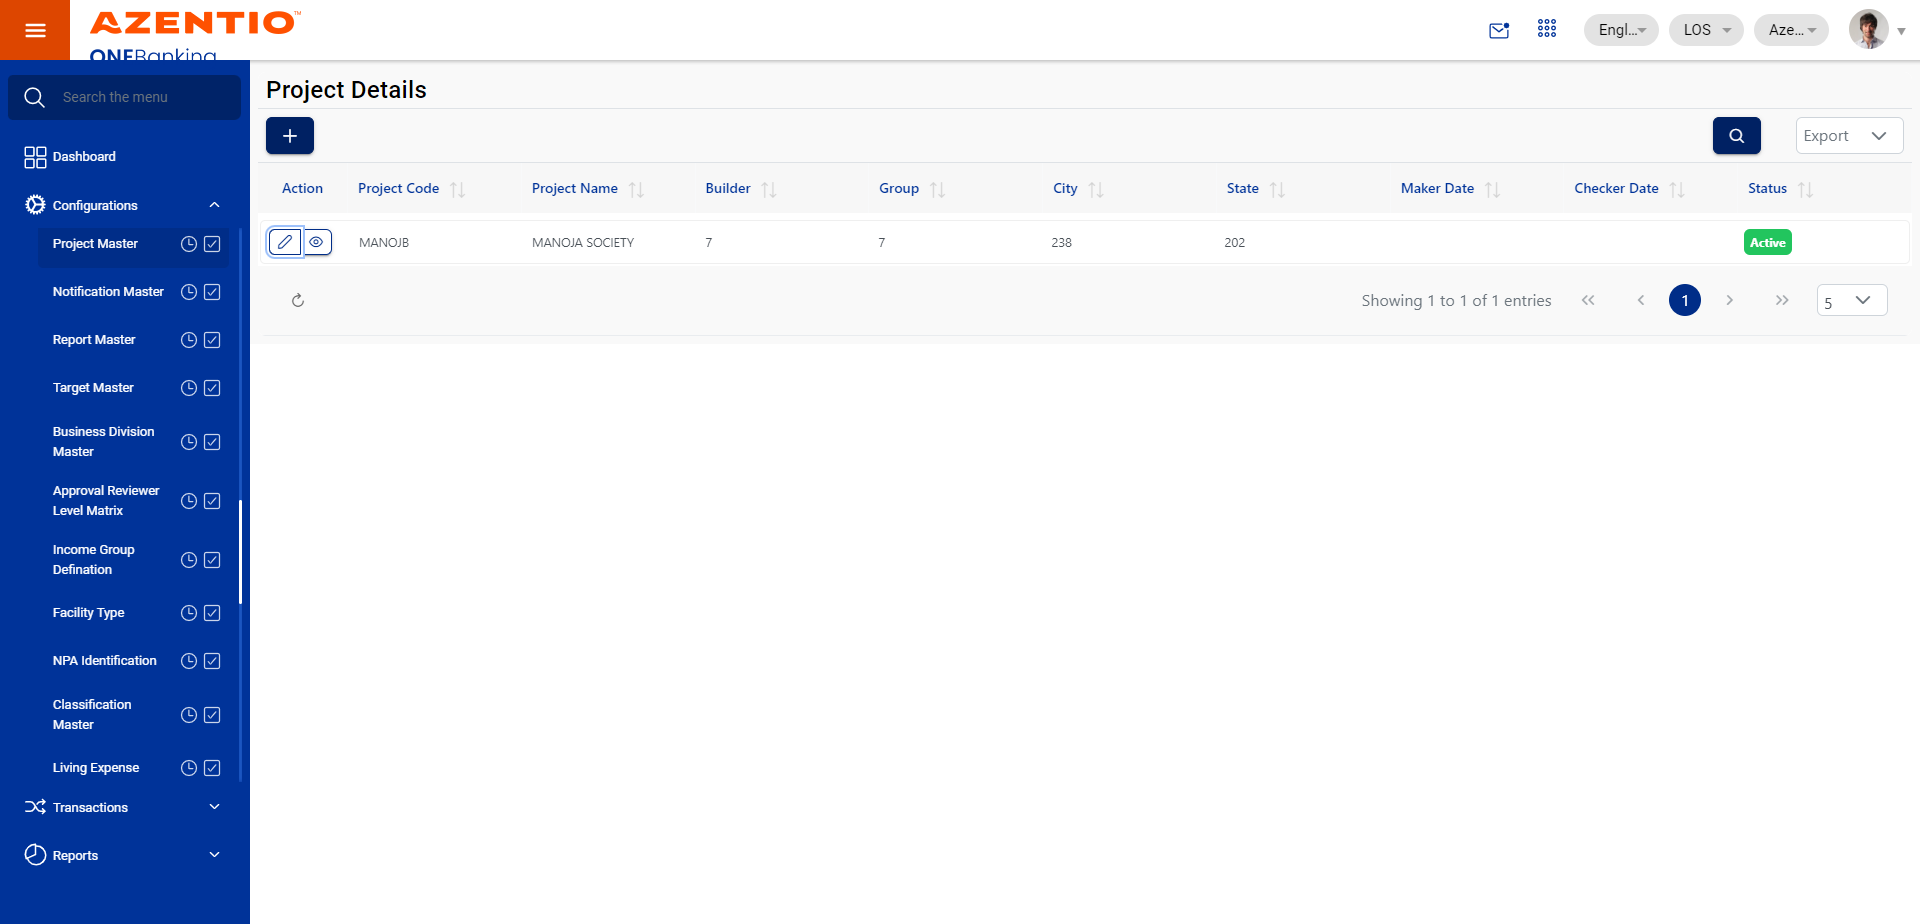 AZENTIO™
ONEBanking
Engl...
LOS
Aze...
Search the menu
Dashboard
Configurations
Project Master
Notification Master
Report Master
Target Master
Business Division
Master
Approval Reviewer
Level Matrix
Income Group
Defination
Facility Type
NPA Identification
Classification
Master
Living Expense
Transactions
Reports
Project Details
Export
Action Project Code Project Name Builder Group City State Maker Date Checker Date Status
MANOJB MANOJA SOCIETY 7 7 238 202 Active
Showing 1 to 1 of 1 entries 1 5